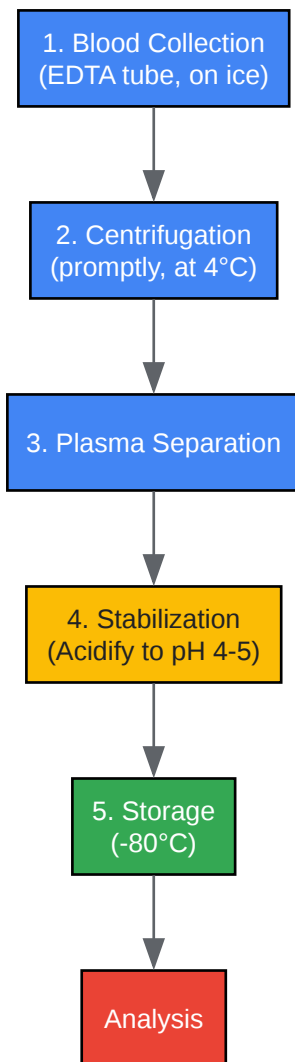 1. Blood Collection
(EDTA tube, on ice)
2. Centrifugation
(promptly, at 4°C)
3. Plasma Separation
4. Stabilization
(Acidify to pH 4-5)
5. Storage
(-80°C)
Analysis